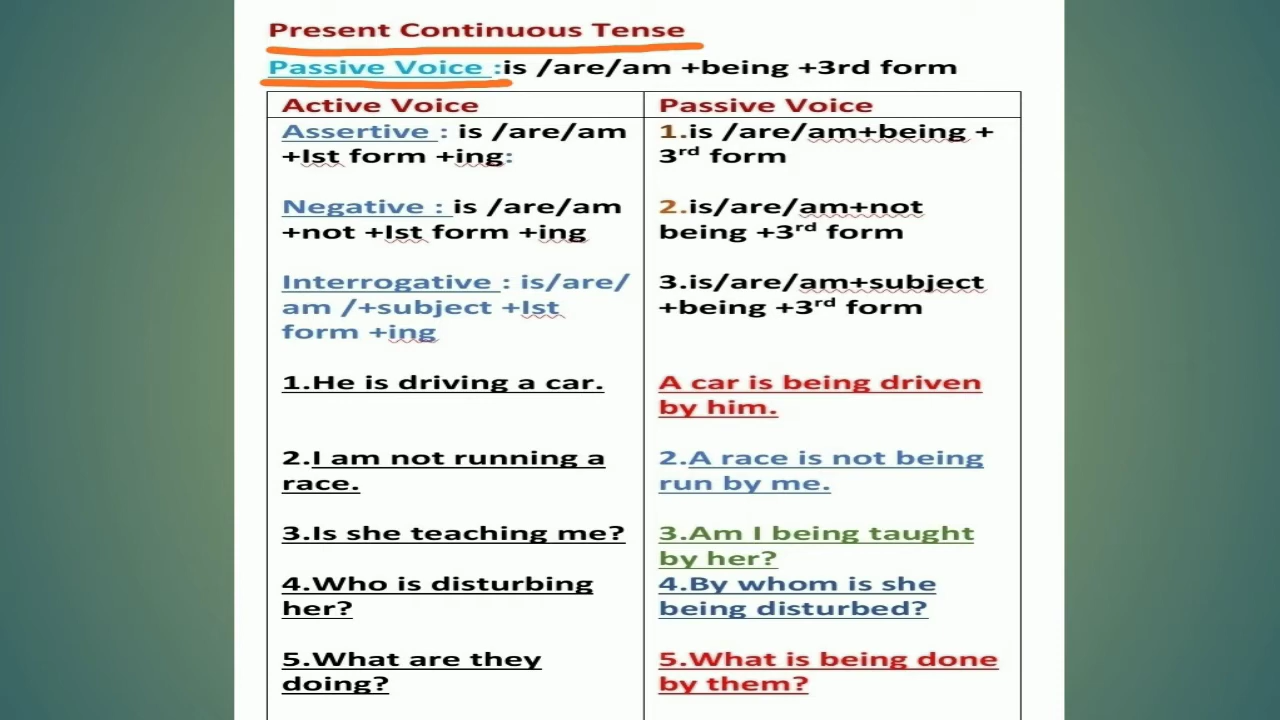 Present Continuous Tense
Passive Voice :is /are/am +being +3rd form
Active Voice
Assertive : is /are/am
+Ist form +ing:
Negative : is /are/am
+not +Ist form +ing
Interrogative : is/are/
am /+subject +Ist
form +ing
1.He is driving a car.
2.I am not running a
race.
3.Is she teaching me?
4.Who is disturbing
her?
5.What are they
doing?
Passive Voice
1.is /are/am+being +
3rd form
2.is/are/am+not
being +3rd form
3.is/are/am+subject
+being +3rd form
A car is being driven
by him.
2.A race is not being
run by me.
3.Am I being taught
by her?
4.By whom is she
being disturbed?
5.What is being done
by them?